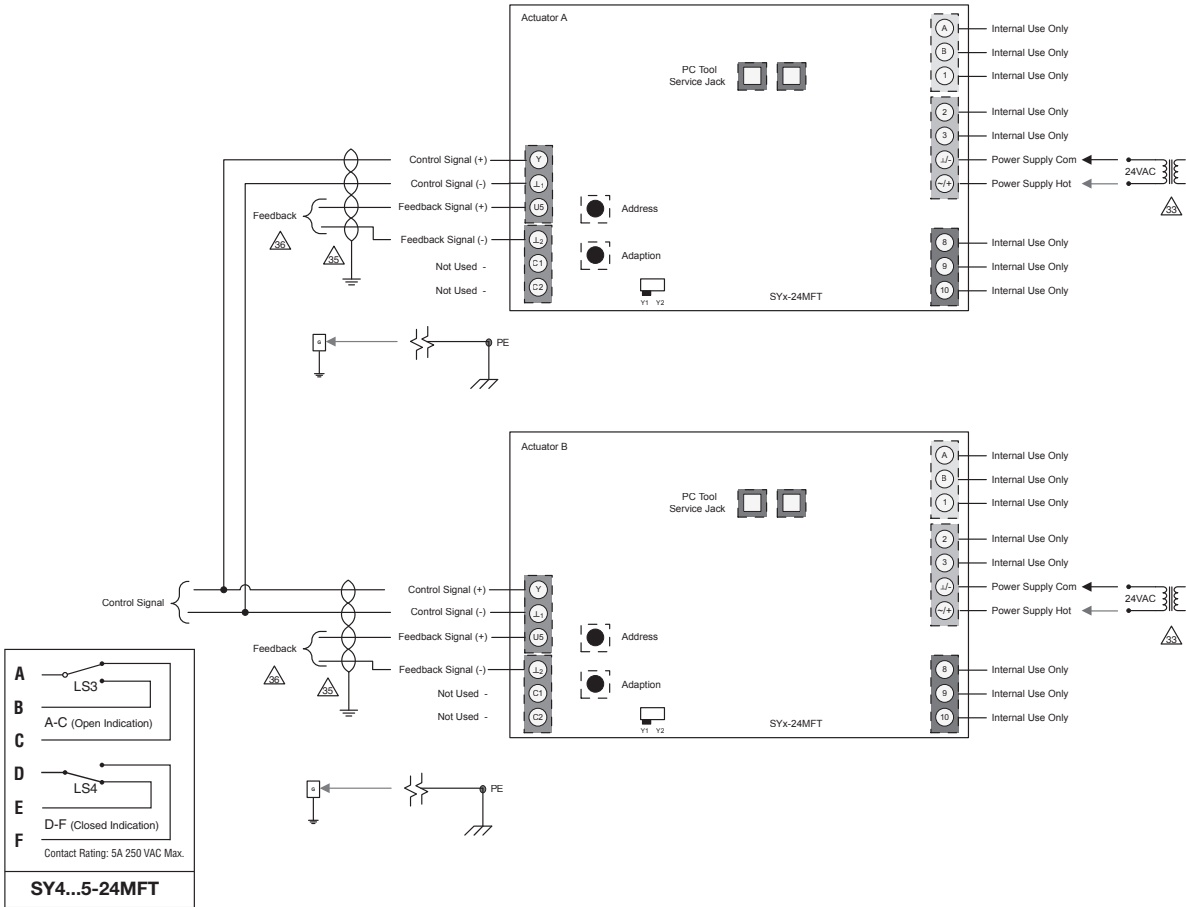 Actuator A
A Internal Use Only
B Internal Use Only
1 Internal Use Only
PC Tool
Service Jack
2 Internal Use Only
3 Internal Use Only
⊥/- Power Supply Com
24VAC
~/+ Power Supply Hot
33
Control Signal (+) Y
Control Signal (-) ⊥1
Feedback Signal (+) U5
Feedback
36
35
Feedback Signal (-) ⊥2
Not Used - C1
Not Used - C2
Address
Adaption
Y1 Y2
SYx-24MFT
8 Internal Use Only
9 Internal Use Only
10 Internal Use Only
G
PE
Actuator B
A Internal Use Only
B Internal Use Only
1 Internal Use Only
PC Tool
Service Jack
2 Internal Use Only
3 Internal Use Only
⊥/- Power Supply Com
24VAC
~/+ Power Supply Hot
33
Control Signal
Control Signal (+) Y
Control Signal (-) ⊥1
Feedback Signal (+) U5
Feedback
36
35
Feedback Signal (-) ⊥2
Not Used - C1
Not Used - C2
Address
Adaption
Y1 Y2
SYx-24MFT
8 Internal Use Only
9 Internal Use Only
10 Internal Use Only
G
PE
A
LS3
B
A-C (Open Indication)
C
D
LS4
E
D-F (Closed Indication)
F
Contact Rating: 5A 250 VAC Max.
SY4...5-24MFT